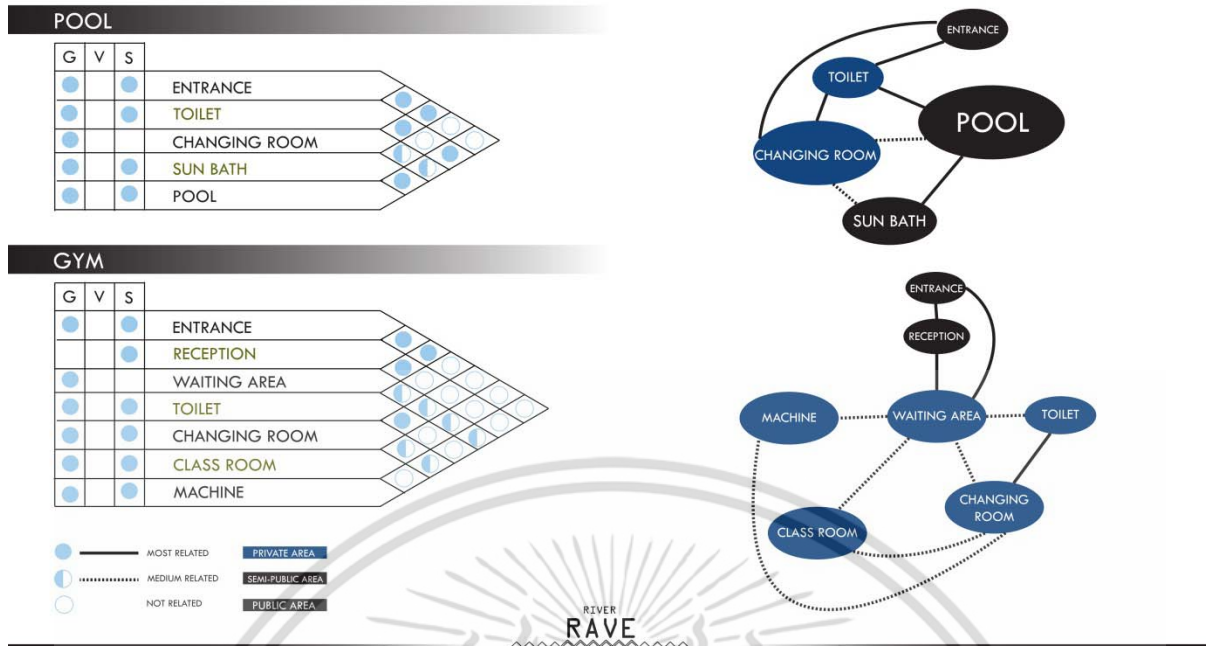 POOL
G V S
ENTRANCE
TOILET
CHANGING ROOM
SUN BATH
POOL
ENTRANCE
TOILET
POOL
CHANGING ROOM
SUN BATH
GYM
G V S
ENTRANCE
RECEPTION
WAITING AREA
TOILET
CHANGING ROOM
CLASS ROOM
MACHINE
ENTRANCE
RECEPTION
MACHINE
WAITING AREA
TOILET
CHANGING
ROOM
CLASS ROOM
MOST RELATED PRIVATE AREA
MEDIUM RELATED SEMI-PUBLIC AREA
NOT RELATED PUBLIC AREA
RIVER
RAVE